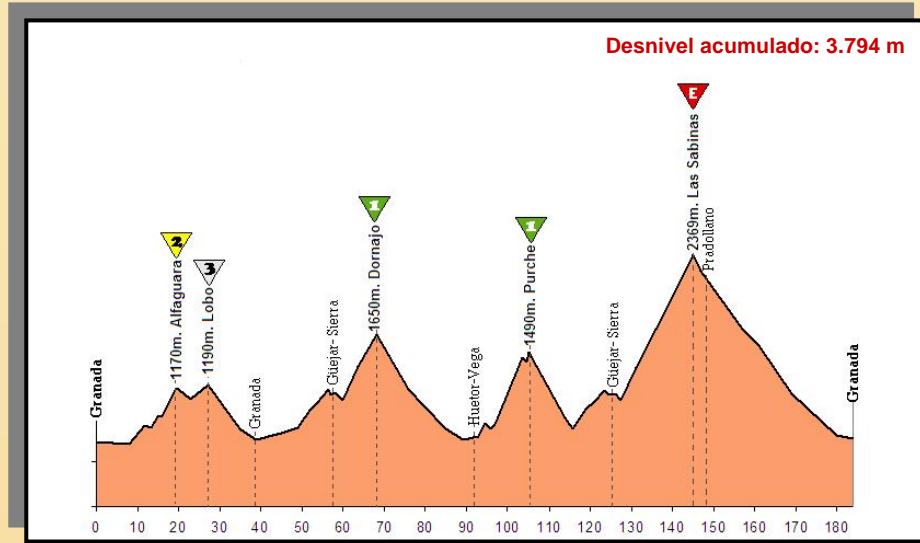 Desnivel acumulado: 3.794 m
Granada
2
1170m. Alfaguara
3
1190m. Lobo
Granada
Güejar- Sierra
1
1650m. Dornajo
Huetor-Vega
1
1490m. Purche
Güejar- Sierra
E
2369m. Las Sabinas
Pradollano
Granada
0 10 20 30 40 50 60 70 80 90 100 110 120 130 140 150 160 170 180